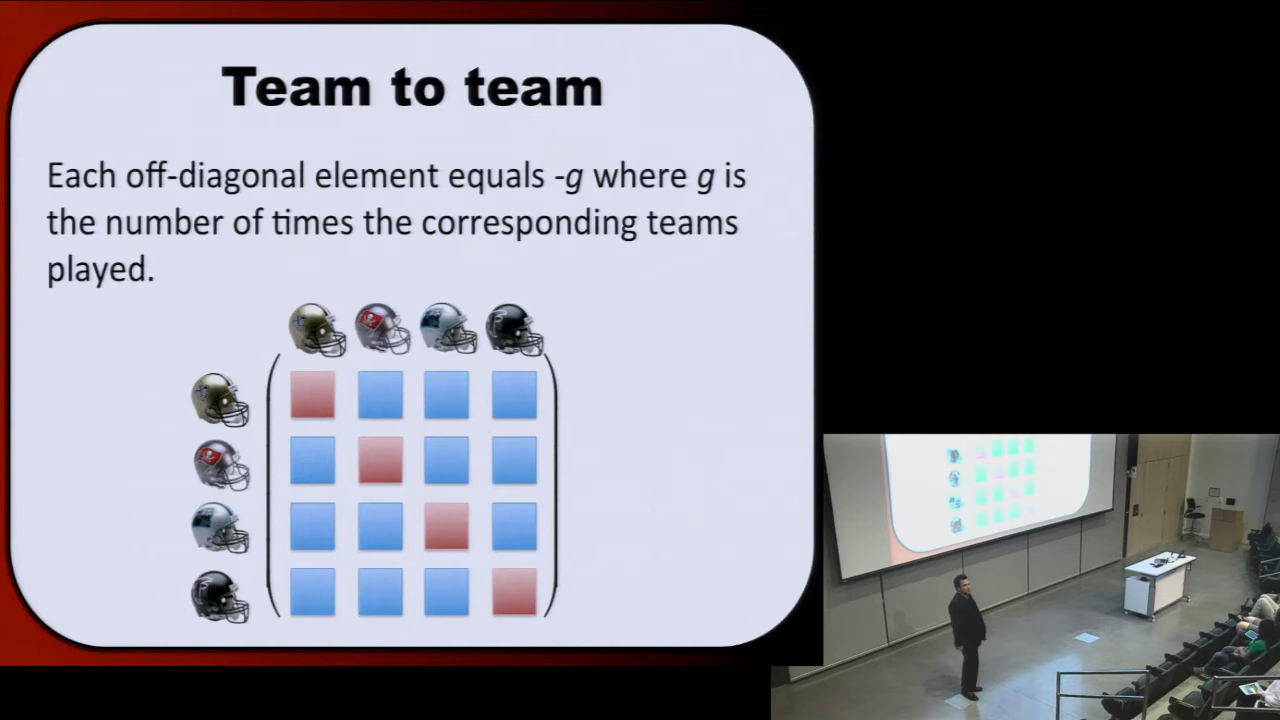 Team to team
Each off-diagonal element equals -g where g is
the number of times the corresponding teams
played.